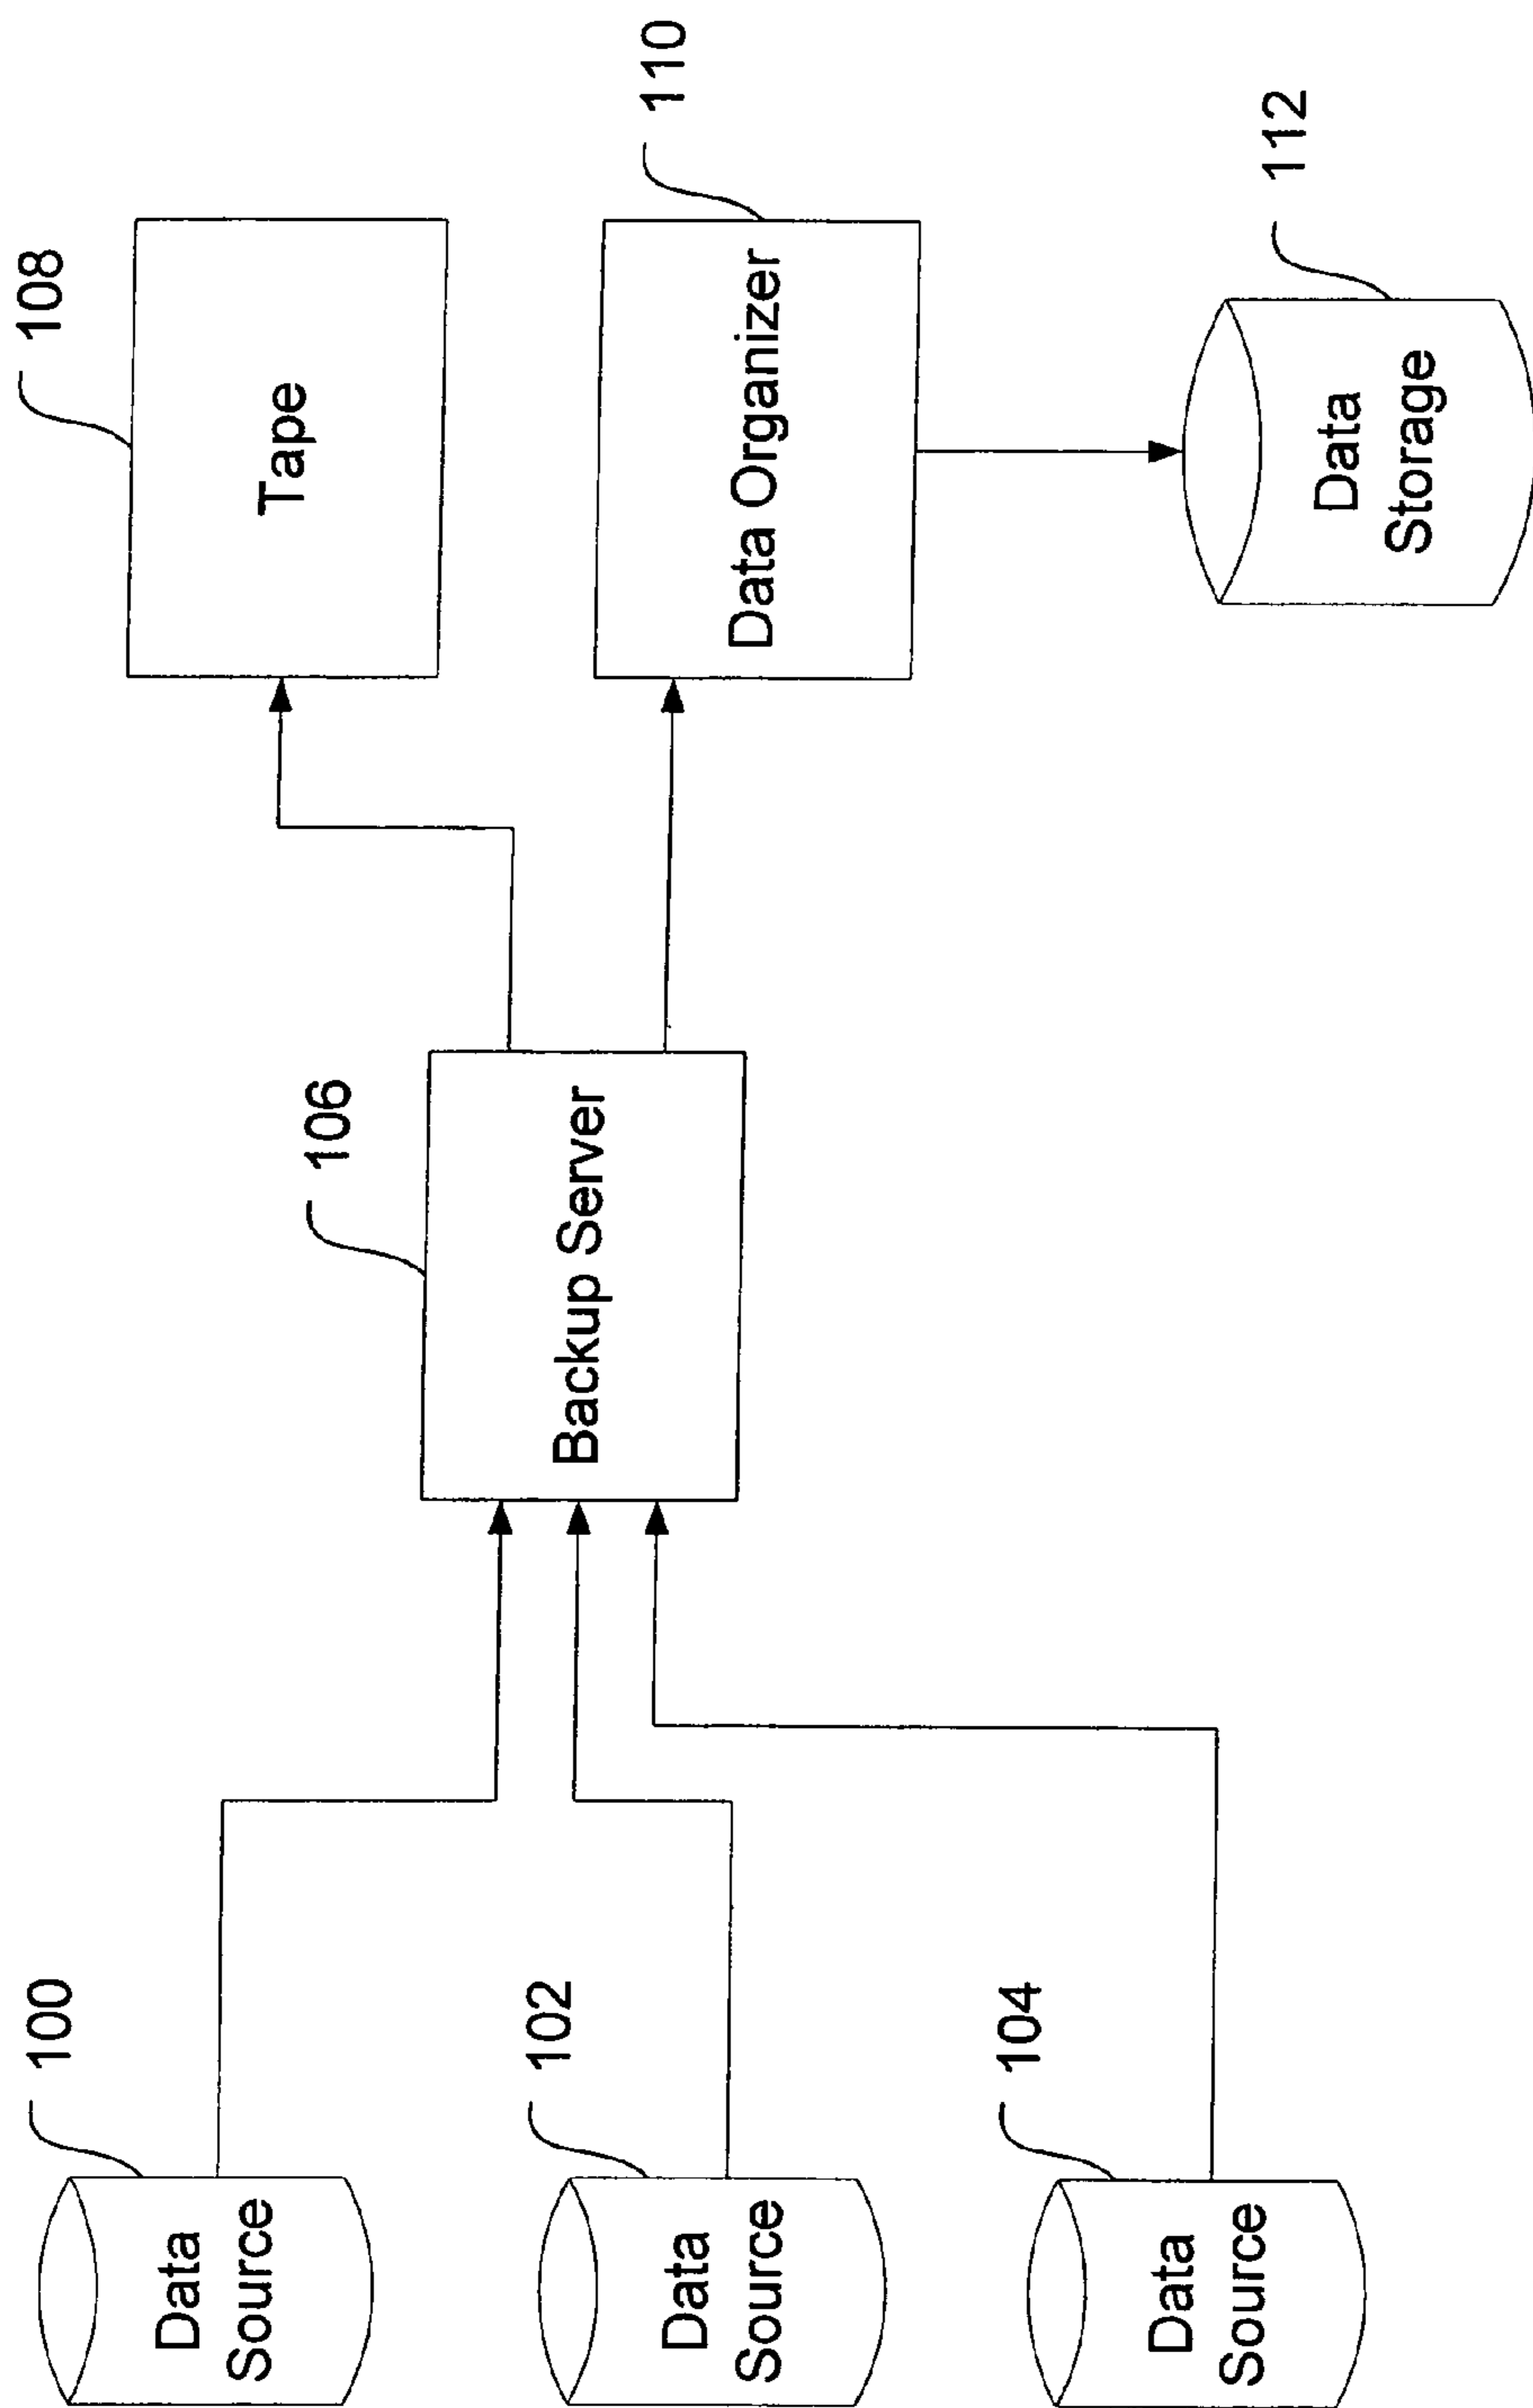 100
Data
Source
102
Data
Source
104
Data
Source
106
Backup Server
108
Tape
110
Data Organizer
112
Data
Storage